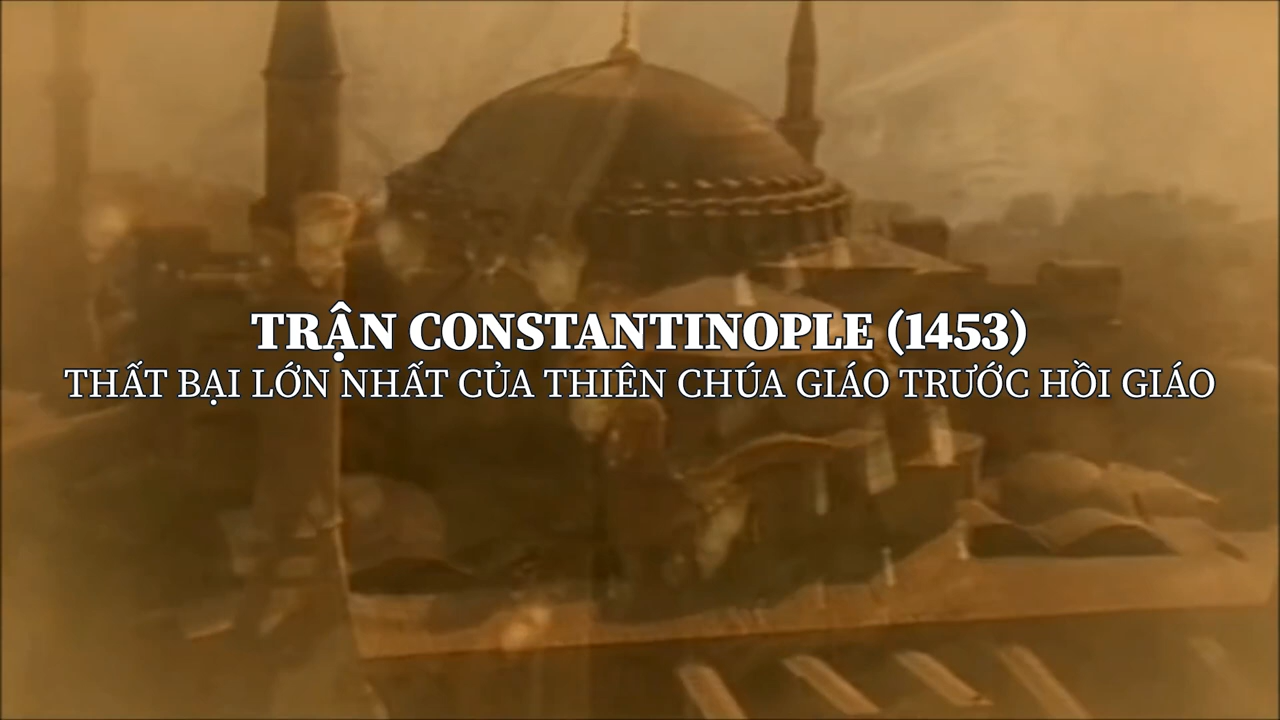 TRẬN CONSTANTINOPLE (1453)
THẤT BẠI LỚN NHẤT CỦA THIÊN CHÚA GIÁO TRƯỚC HỒI GIÁO